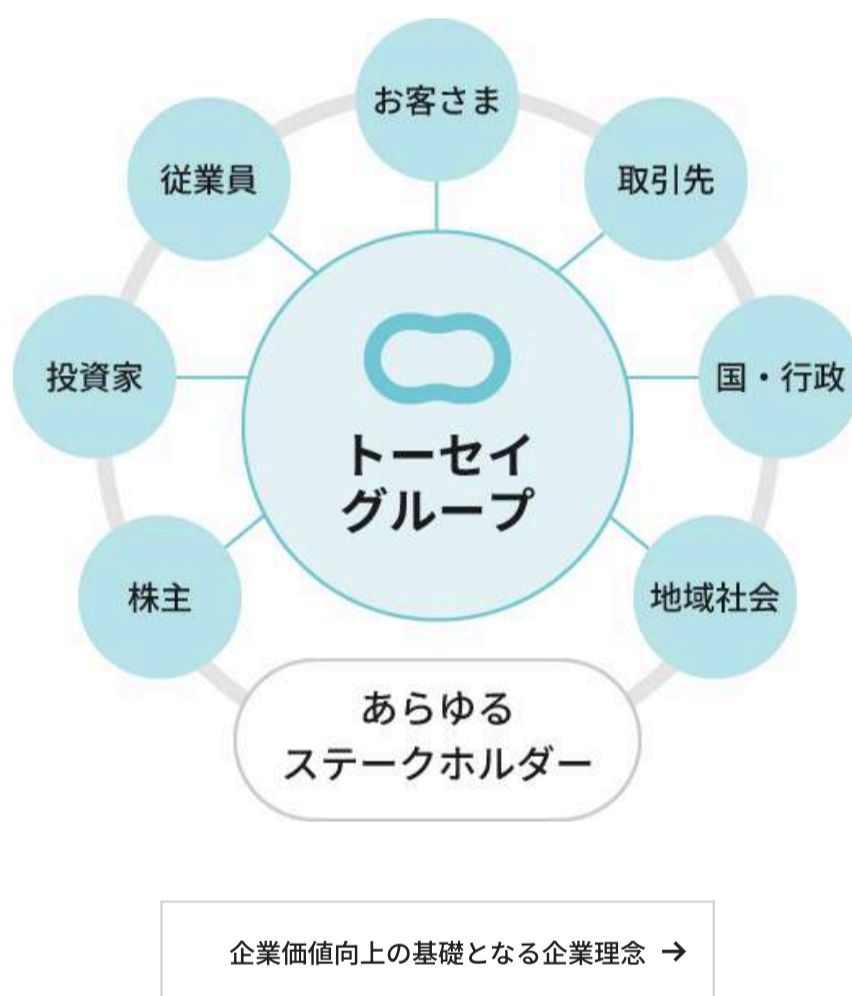 お客さま
従業員
取引先
投資家
国・行政
トーセイ
グループ
株主
地域社会
あらゆる
ステークホルダー
企業価値向上の基礎となる企業理念 →